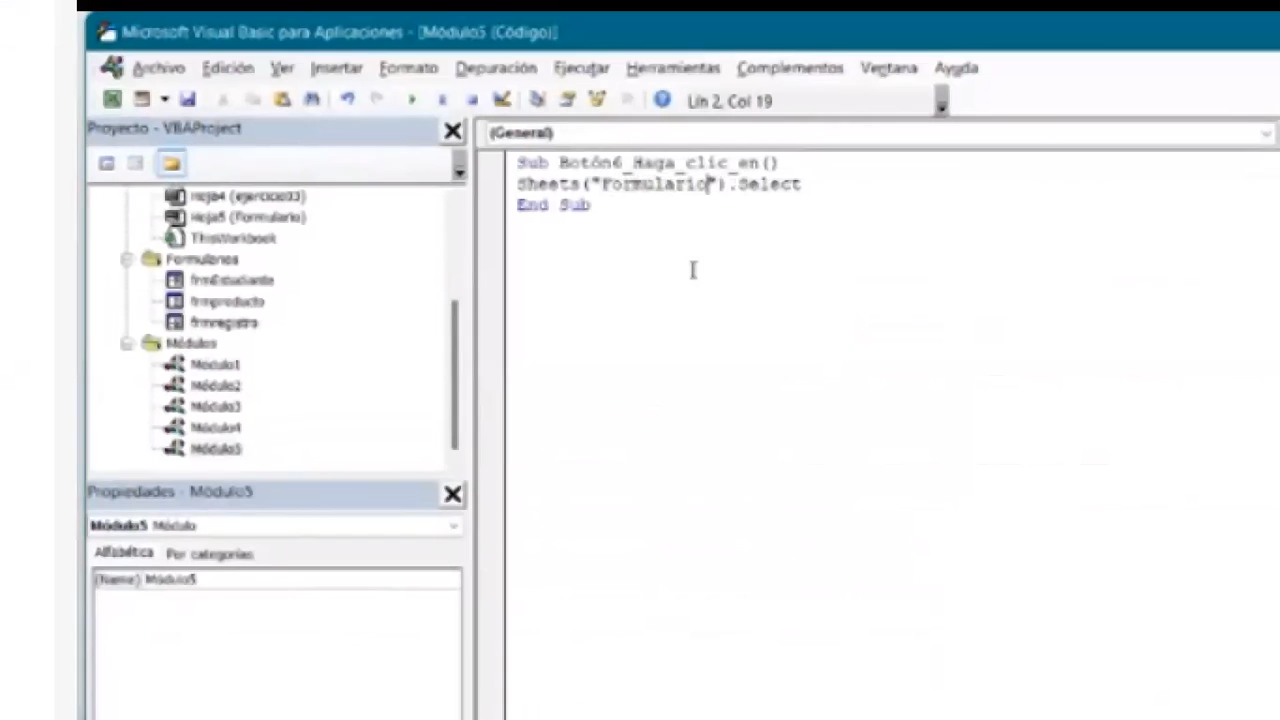 Microsoft Visual Basic para Aplicaciones - [Módulo5 (Código)]
Archivo Edición Ver Insertar Formato Depuración Ejecutar Herramientas Complementos Ventana Ayuda
Lín 2, Col 19
Proyecto - VBAProject
(General)
Hoja4 (ejercicio33)
Hoja5 (Formulario)
ThisWorkbook
Formularios
frmEstudiante
frmproducto
frmregistro
Módulos
Módulo1
Módulo2
Módulo3
Módulo4
Módulo5
Sub Botón6_Haga_clic_en()
Sheets("Formulario").Select
End Sub
Propiedades - Módulo5
Módulo5 Módulo
Alfabética Por categorías
(Name) Módulo5